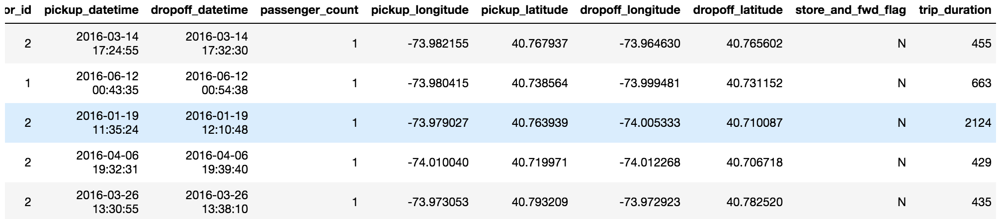 or_id pickup_datetime dropoff_datetime passenger_count pickup_longitude pickup_latitude dropoff_longitude dropoff_latitude store_and_fwd_flag trip_duration
2 2016-03-14 17:24:55 2016-03-14 17:32:30 1 -73.982155 40.767937 -73.964630 40.765602 N 455
1 2016-06-12 00:43:35 2016-06-12 00:54:38 1 -73.980415 40.738564 -73.999481 40.731152 N 663
2 2016-01-19 11:35:24 2016-01-19 12:10:48 1 -73.979027 40.763939 -74.005333 40.710087 N 2124
2 2016-04-06 19:32:31 2016-04-06 19:39:40 1 -74.010040 40.719971 -74.012268 40.706718 N 429
2 2016-03-26 13:30:55 2016-03-26 13:38:10 1 -73.973053 40.793209 -73.972923 40.782520 N 435